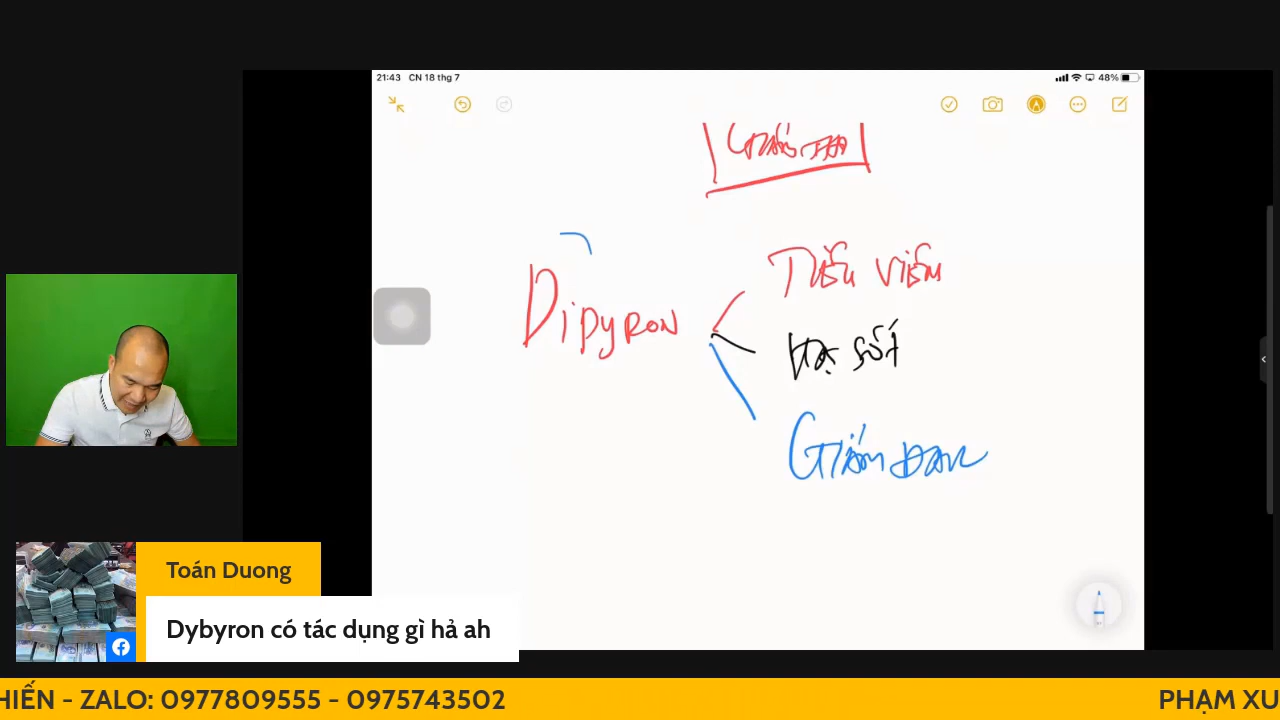 21:43 CN 18 thg 7
48%
Dipyron
Tiêu viêm
Hạ sốt
Giảm đau
Toán Duong
Dybyron có tác dụng gì hả ah
HIẾN - ZALO: 0977809555 - 0975743502
PHẠM XU